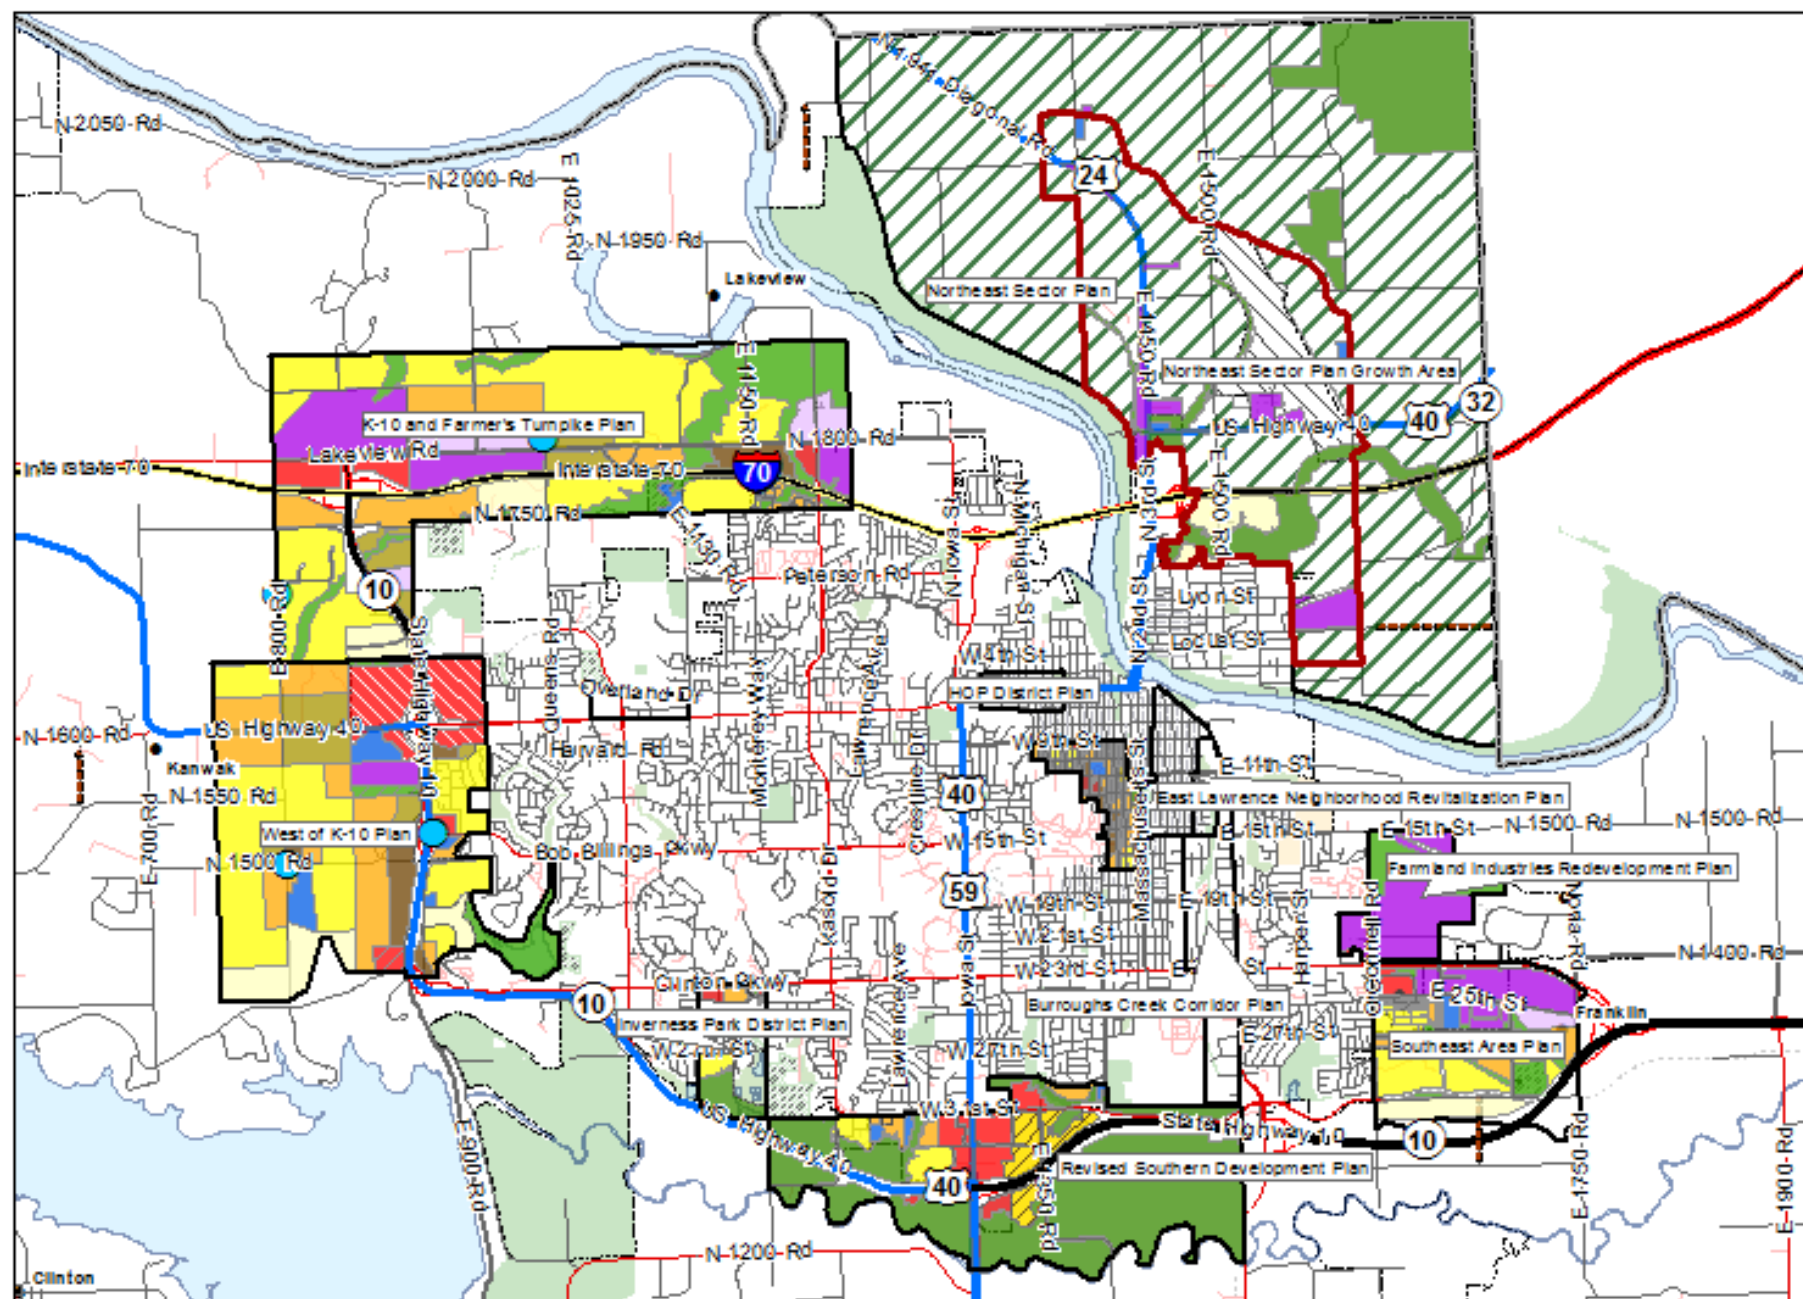 N 1941 Diagonal Rd
N 2050 Rd
N 2000 Rd
E 1025 Rd
24
E 1500 Rd
N 1950 Rd
Lakeview
Northeast Sector Plan
E 1450 Rd
E 1150 Rd
Northeast Sector Plan Growth Area
32
40
US Highway 40
K-10 and Farmer's Turnpike Plan
N 1800 Rd
Lakeview Rd
Interstate 70
Interstate 70
70
N 1750 Rd
E 1130 Rd
N Iowa St
N Michigan St
N 3rd St
E 1500 Rd
Peterson Rd
10
E 800 Rd
Lyon St
Locust St
N 2nd St
State Highway 10
Queens Rd
W 4th St
Overland Dr
HOP District Plan
Monterey Way
Lawrence Ave
US Highway 40
N 1600 Rd
Kanwak
Harvard Rd
W 9th St
E 11th St
Crestline Dr
Massachusetts St
N 1550 Rd
40
East Lawrence Neighborhood Revitalization Plan
E 700 Rd
West of K-10 Plan
N 1500 Rd
Bob Billings Pkwy
W 15th St
E 15th St
E 15th St
N 1500 Rd
N 1500 Rd
Farmland Industries Redevelopment Plan
59
Kasold Dr
W 19th St
E 19th St
Harper St
Greenwell Rd
Noria Rd
W 21st St
N 1400 Rd
W 23rd St
Clinton Pkwy
Lawrence Ave
Iowa St
10
Burroughs Creek Corridor Plan
E 25th St
Franklin
Inverness Park District Plan
W 27th St
W 27th St
E 27th St
Southeast Area Plan
W 31st St
US Highway 40
State Highway 10
10
E 900 Rd
40
Revised Southern Development Plan
E 1350 Rd
E 1750 Rd
E 1900 Rd
N 1200 Rd
Clinton